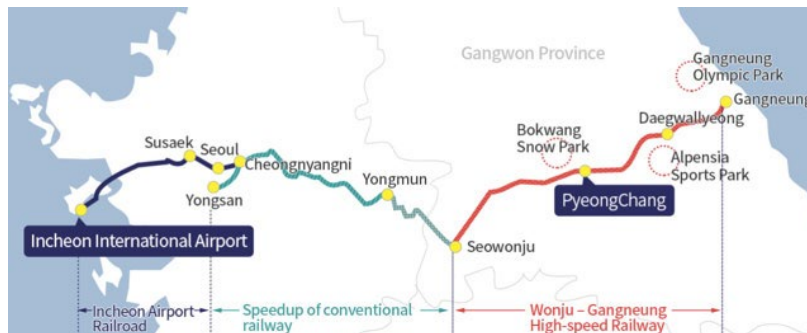 Gangwon Province
Gangneung
Olympic Park
Gangneung
Daegwallyeong
Bokwang
Snow Park
Alpensia
Sports Park
Susaek
Seoul
Cheongnyangni
Yongsan
Yongmun
PyeongChang
Incheon International Airport
Seowonju
Incheon Airport
Railroad
Speedup of conventional
railway
Wonju – Gangneung
High-speed Railway